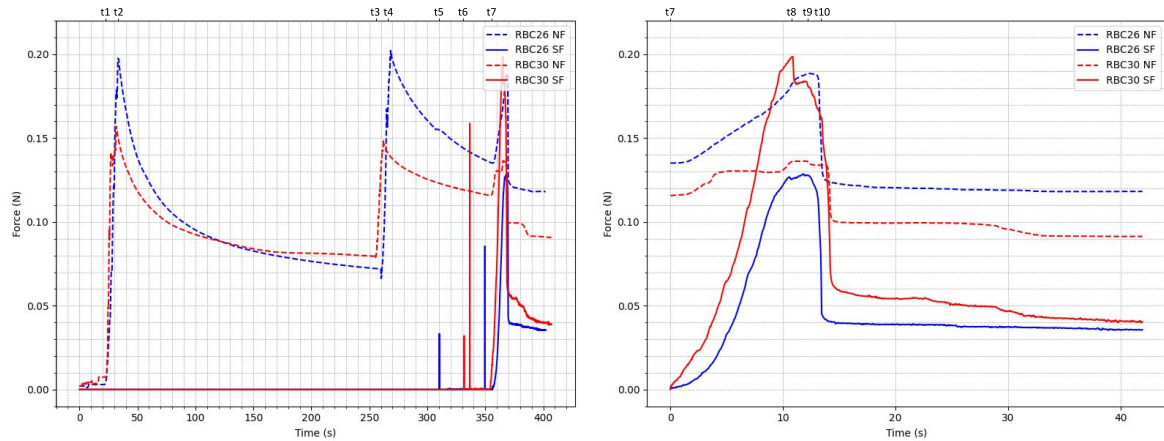 t1 t2 t3 t4 t5 t6 t7
RBC26 NF
RBC26 SF
RBC30 NF
RBC30 SF
0.20
0.15
0.10
0.05
0.00
Force (N)
0 50 100 150 200 250 300 350 400
Time (s)
t7 t8 t9 t10
RBC26 NF
RBC26 SF
RBC30 NF
RBC30 SF
0.20
0.15
0.10
0.05
0.00
Force (N)
0 10 20 30 40
Time (s)